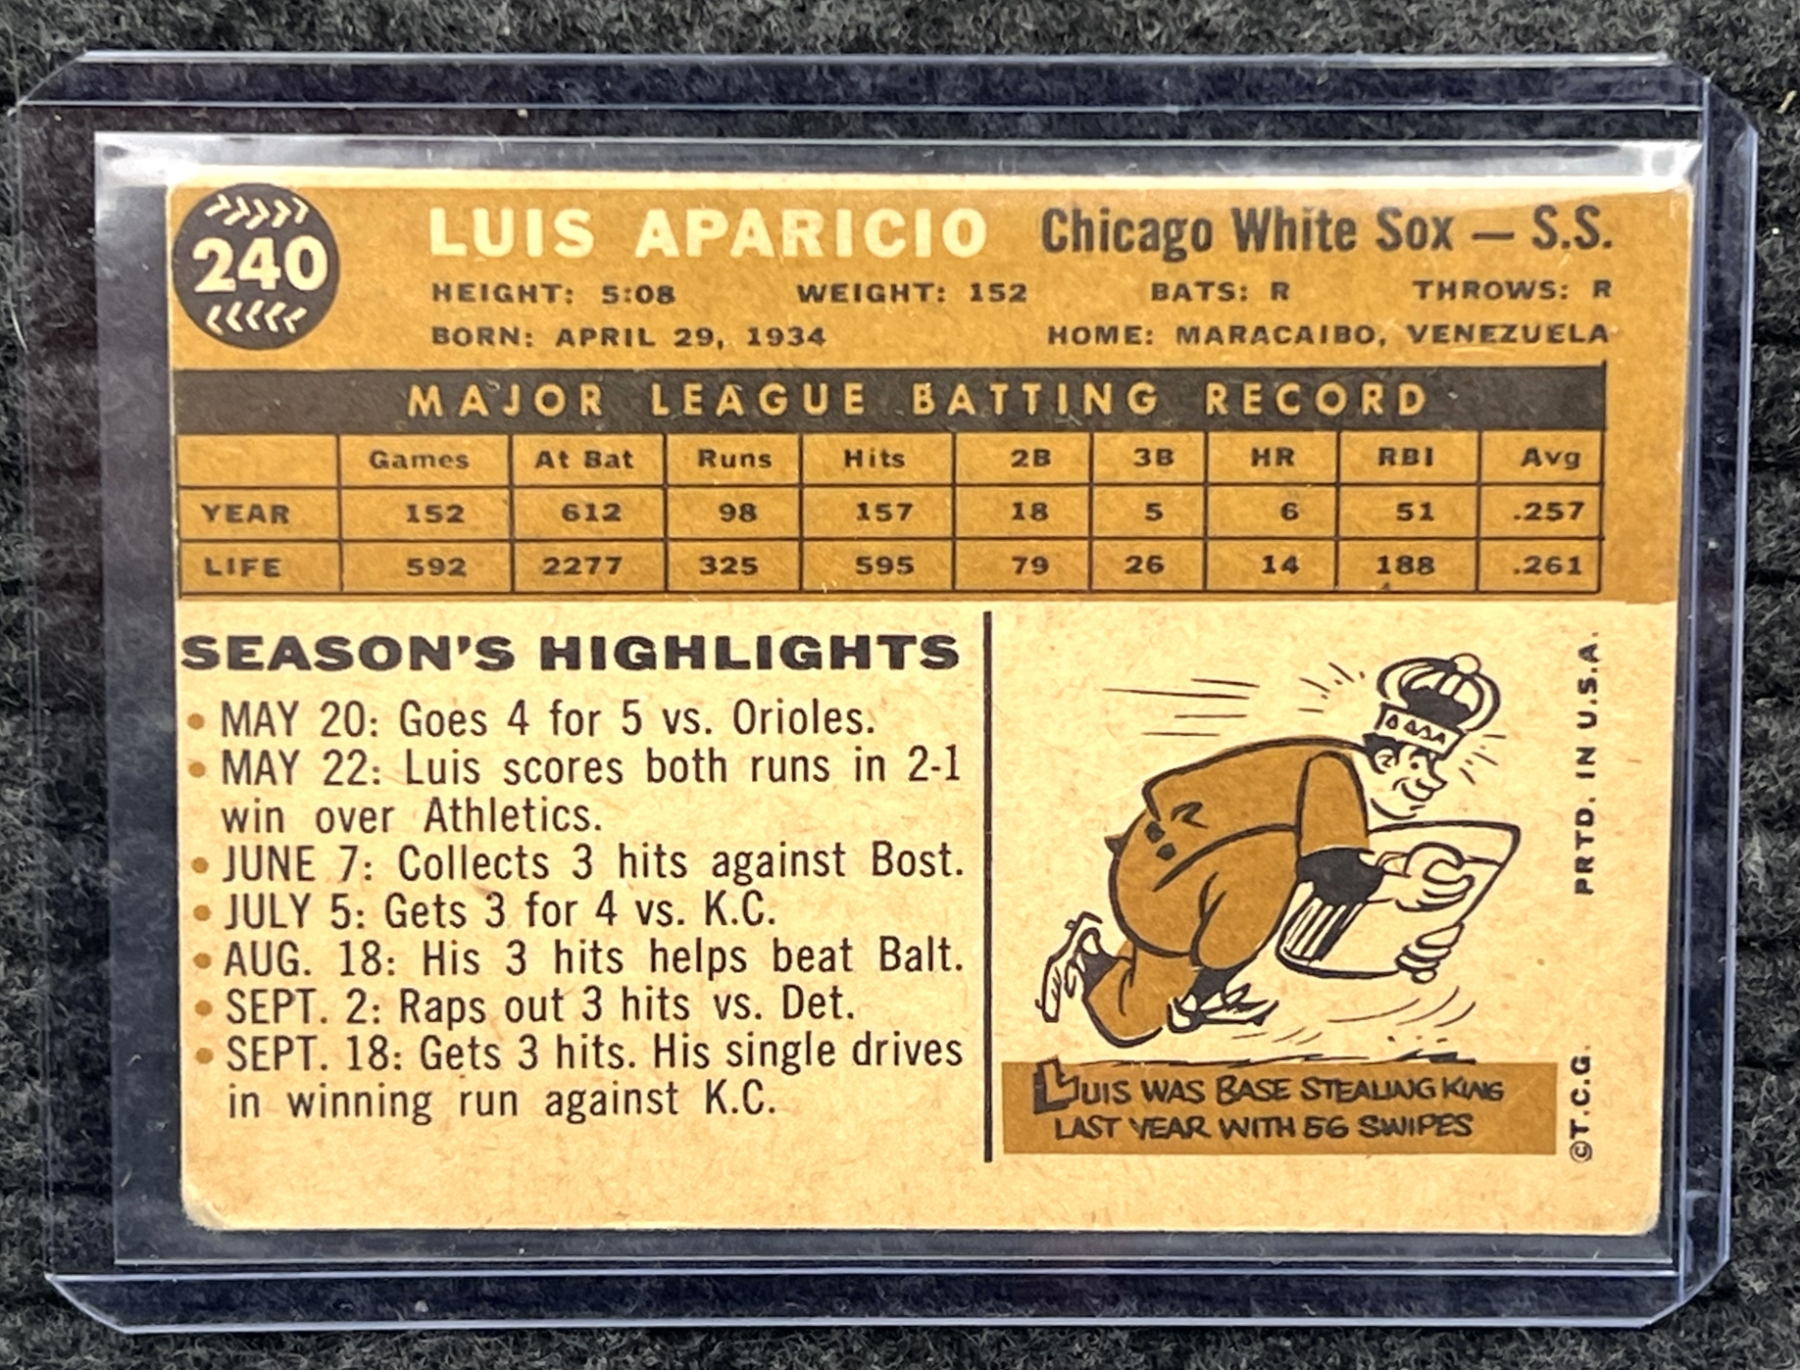 240
LUIS APARICIO Chicago White Sox — S.S.
HEIGHT: 5:08 WEIGHT: 152 BATS: R THROWS: R
BORN: APRIL 29, 1934 HOME: MARACAIBO, VENEZUELA
MAJOR LEAGUE BATTING RECORD
Games At Bat Runs Hits 2B 3B HR RBI Avg
YEAR 152 612 98 157 18 5 6 51 .257
LIFE 592 2277 325 595 79 26 14 188 .261
SEASON'S HIGHLIGHTS
• MAY 20: Goes 4 for 5 vs. Orioles.
• MAY 22: Luis scores both runs in 2-1
win over Athletics.
• JUNE 7: Collects 3 hits against Bost.
• JULY 5: Gets 3 for 4 vs. K.C.
• AUG. 18: His 3 hits helps beat Balt.
• SEPT. 2: Raps out 3 hits vs. Det.
• SEPT. 18: Gets 3 hits. His single drives
in winning run against K.C.
LUIS WAS BASE STEALING KING
LAST YEAR WITH 56 SWIPES
©T.C.G. PRTD. IN U.S.A.